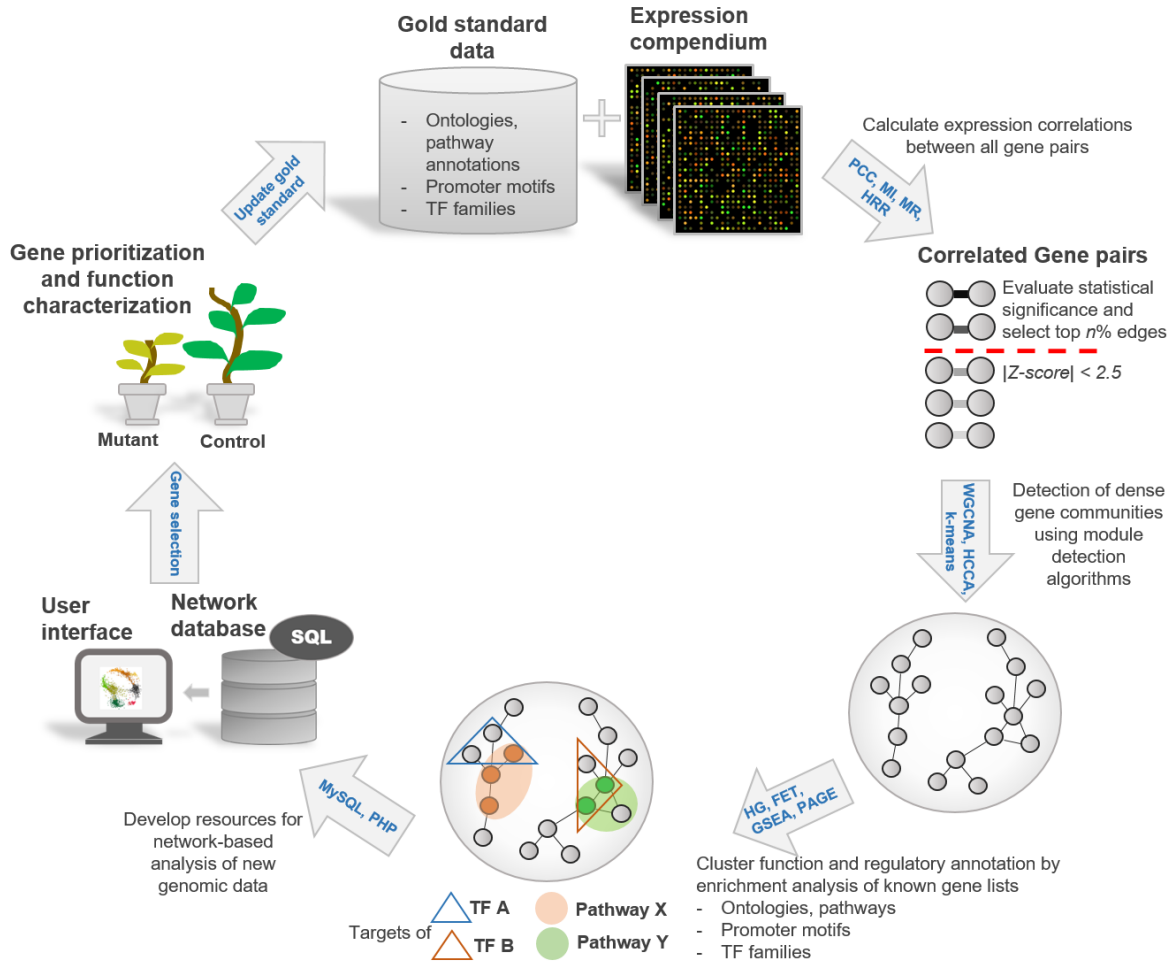 Gold standard
data
- Ontologies,
pathway
annotations
- Promoter motifs
- TF families
Expression
compendium
Calculate expression correlations
between all gene pairs
PCC, MI, MR,
HRR
Correlated Gene pairs
Evaluate statistical
significance and
select top n% edges
|Z-score| < 2.5
WGCNA, HCCA,
k-means
Detection of dense
gene communities
using module
detection
algorithms
HG, FET,
GSEA, PAGE
Cluster function and regulatory annotation by
enrichment analysis of known gene lists
- Ontologies, pathways
- Promoter motifs
- TF families
Targets of
TF A
TF B
Pathway X
Pathway Y
MySQL, PHP
Develop resources for
network-based
analysis of new
genomic data
Network
database
SQL
User
interface
Gene selection
Gene prioritization
and function
characterization
Mutant
Control
Update gold
standard